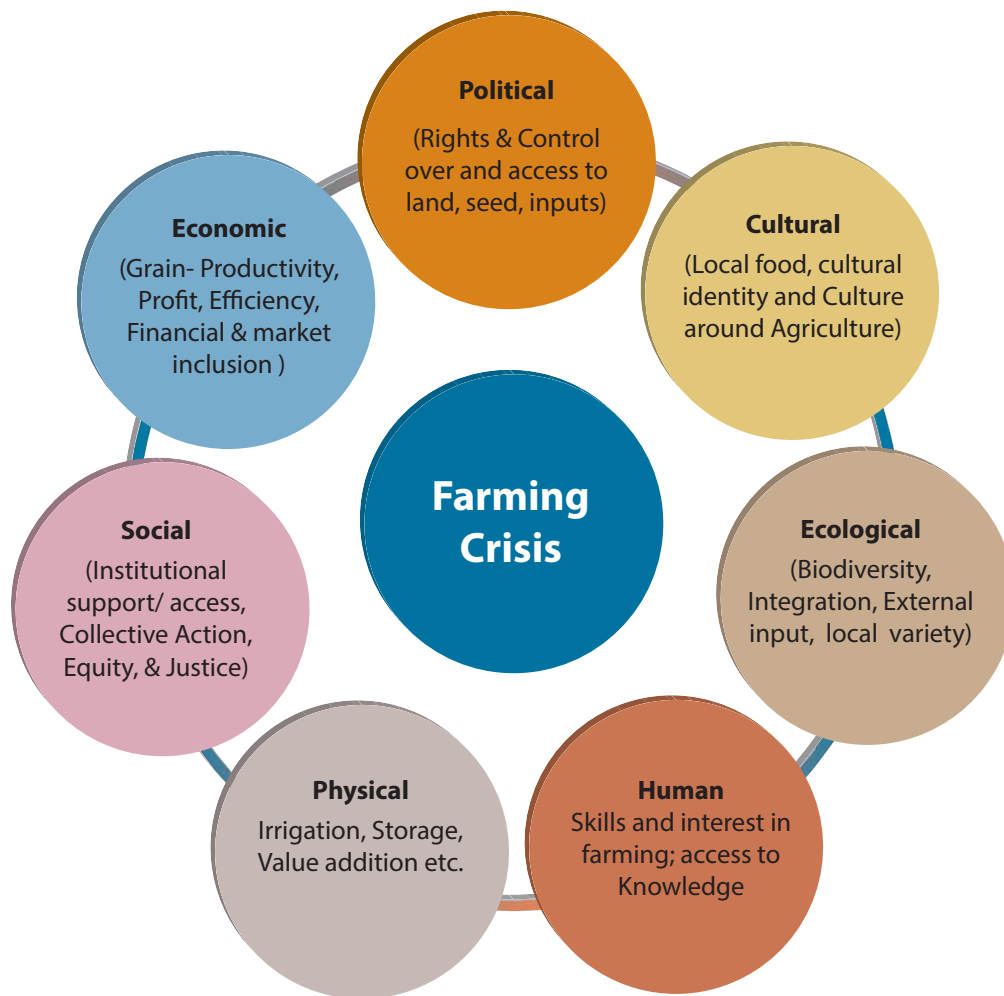 Political
(Rights & Control
over and access to
land, seed, inputs)
Cultural
(Local food, cultural
identity and Culture
around Agriculture)
Ecological
(Biodiversity,
Integration, External
input, local variety)
Human
Skills and interest in
farming; access to
Knowledge
Physical
Irrigation, Storage,
Value addition etc.
Social
(Institutional
support/ access,
Collective Action,
Equity, & Justice)
Economic
(Grain- Productivity,
Profit, Efficiency,
Financial & market
inclusion )
Farming
Crisis